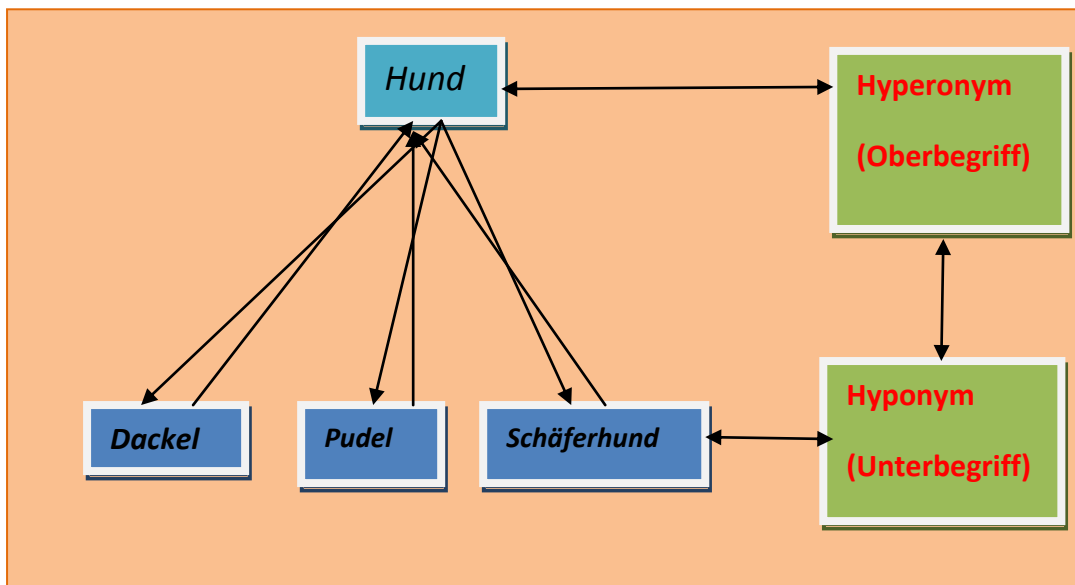 Hund
Hyperonym
(Oberbegriff)
Dackel
Pudel
Schäferhund
Hyponym
(Unterbegriff)